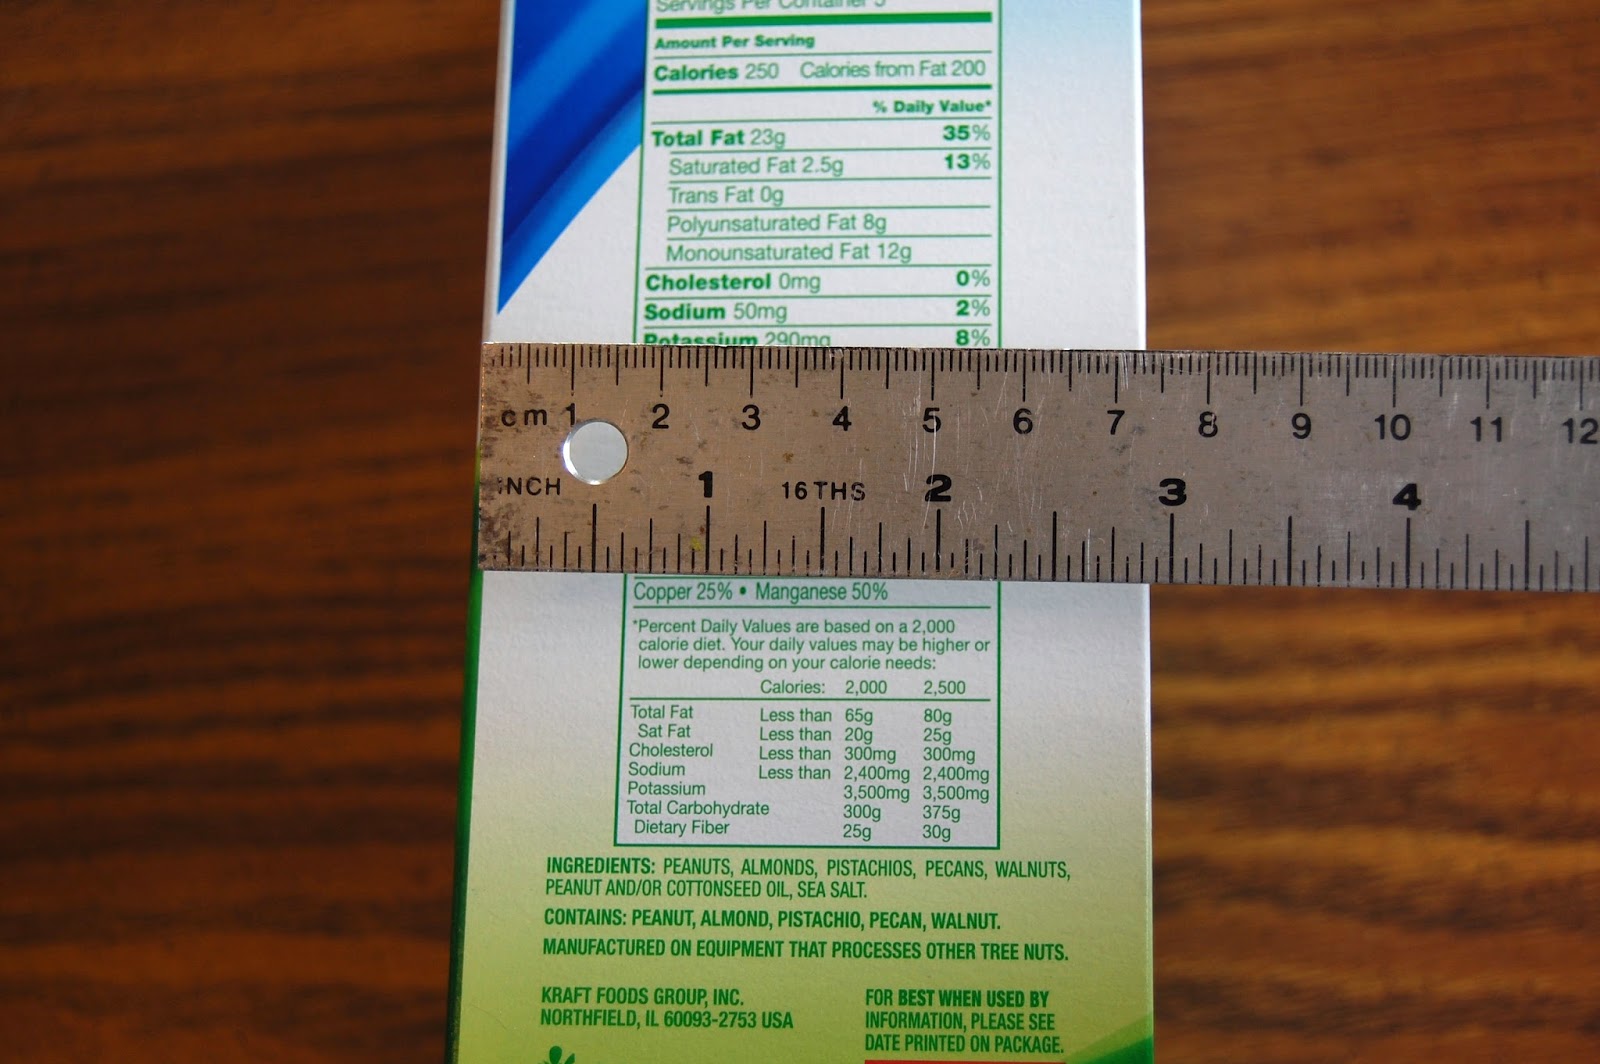 Servings Per Container 5
Amount Per Serving
Calories 250 Calories from Fat 200
% Daily Value*
Total Fat 23g 35%
Saturated Fat 2.5g 13%
Trans Fat 0g
Polyunsaturated Fat 8g
Monounsaturated Fat 12g
Cholesterol 0mg 0%
Sodium 50mg 2%
Potassium 290mg 8%
cm 1 2 3 4 5 6 7 8 9 10 11 12
INCH 1 16 THS 2 3 4
Copper 25% • Manganese 50%
*Percent Daily Values are based on a 2,000
calorie diet. Your daily values may be higher or
lower depending on your calorie needs:
Calories: 2,000 2,500
Total Fat Less than 65g 80g
Sat Fat Less than 20g 25g
Cholesterol Less than 300mg 300mg
Sodium Less than 2,400mg 2,400mg
Potassium 3,500mg 3,500mg
Total Carbohydrate 300g 375g
Dietary Fiber 25g 30g
INGREDIENTS: PEANUTS, ALMONDS, PISTACHIOS, PECANS, WALNUTS,
PEANUT AND/OR COTTONSEED OIL, SEA SALT.
CONTAINS: PEANUT, ALMOND, PISTACHIO, PECAN, WALNUT.
MANUFACTURED ON EQUIPMENT THAT PROCESSES OTHER TREE NUTS.
KRAFT FOODS GROUP, INC.
NORTHFIELD, IL 60093-2753 USA
FOR BEST WHEN USED BY
INFORMATION, PLEASE SEE
DATE PRINTED ON PACKAGE.